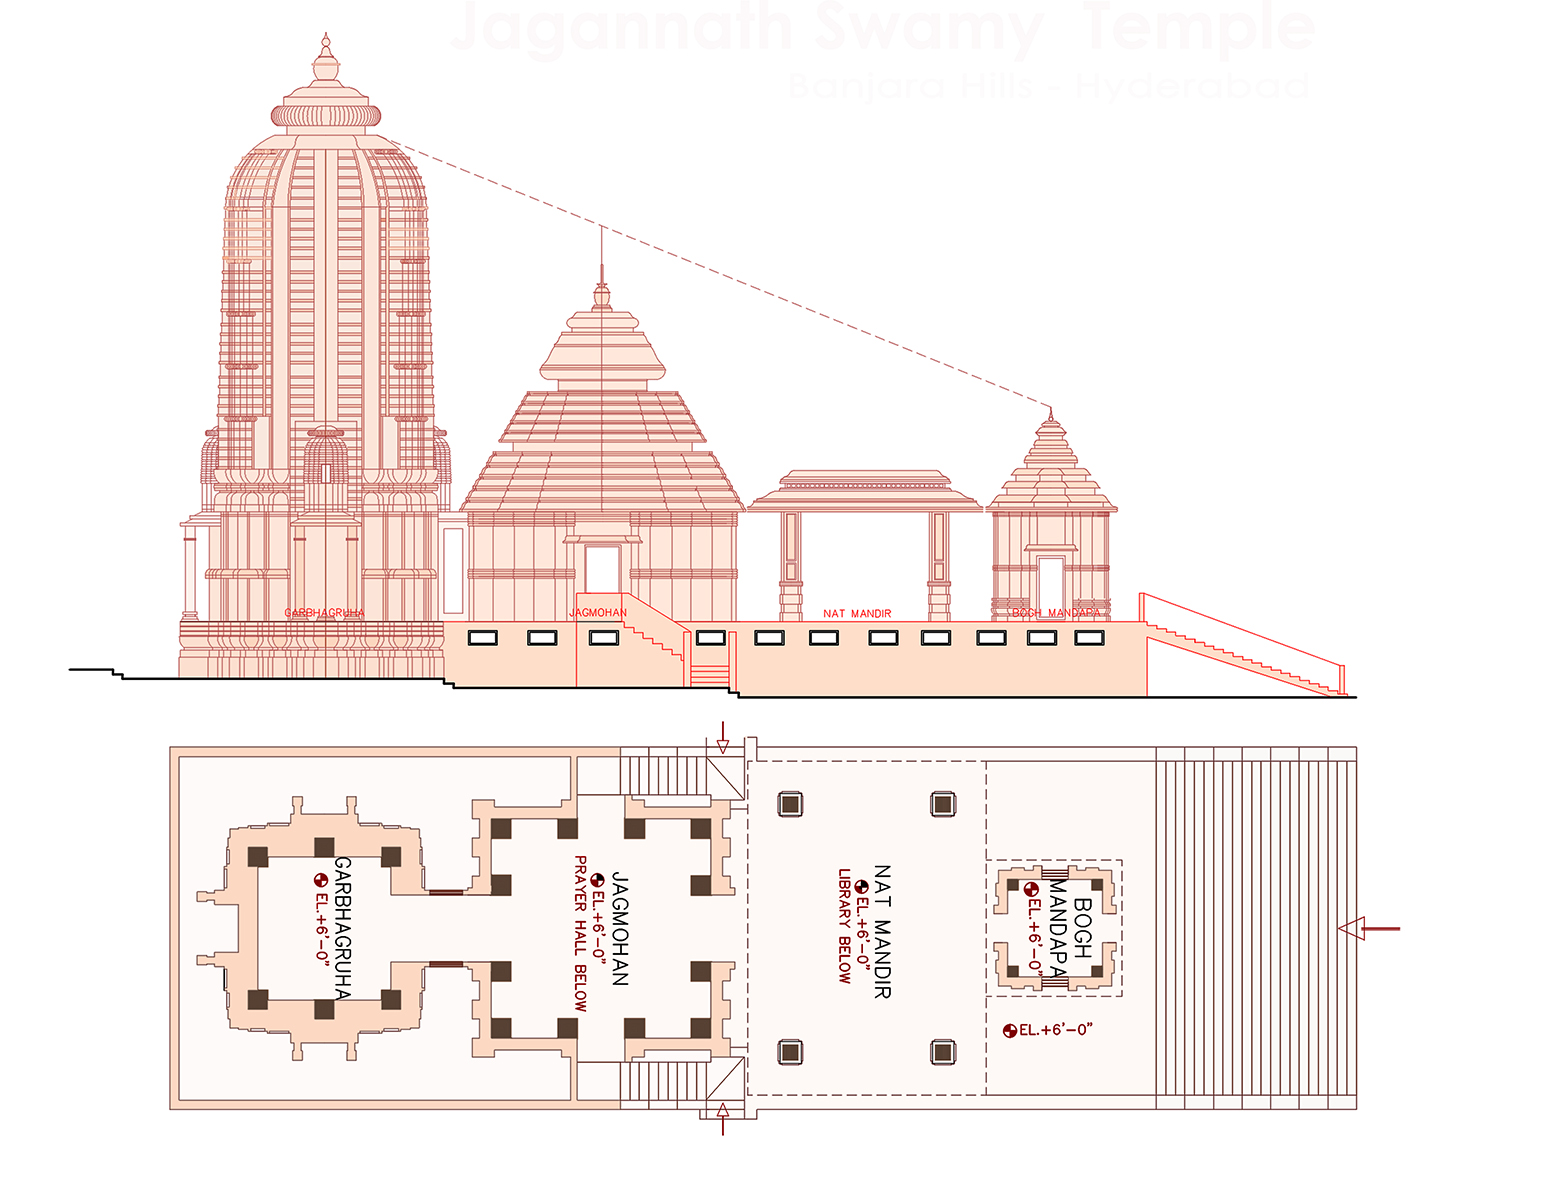 Jagannath Swamy Temple
Banjara Hills - Hyderabad
GARBHAGRUHA
JAGMOHAN
NAT MANDIR
BOGH MANDAPA
GARBHAGRUHA
EL.+6'-0"
JAGMOHAN
EL.+6'-0"
PRAYER HALL BELOW
NAT MANDIR
EL.+6'-0"
LIBRARY BELOW
BOGH
MANDAPA
EL.+6'-0"
EL.+6'-0"